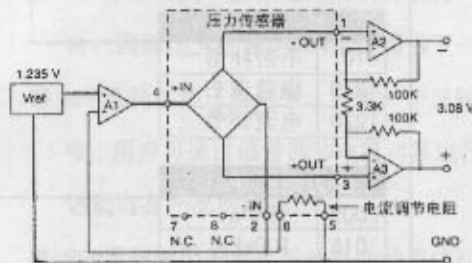 压力传感器
1
-OUT
−
A2
−
1.235 V
4
+IN
100K
Vref
A1
3.3K
3.08 V
100K
+OUT
+
A3
+
3
-IN
电流调节电阻
7
8
2
6
5
N.C.
N.C.
GND